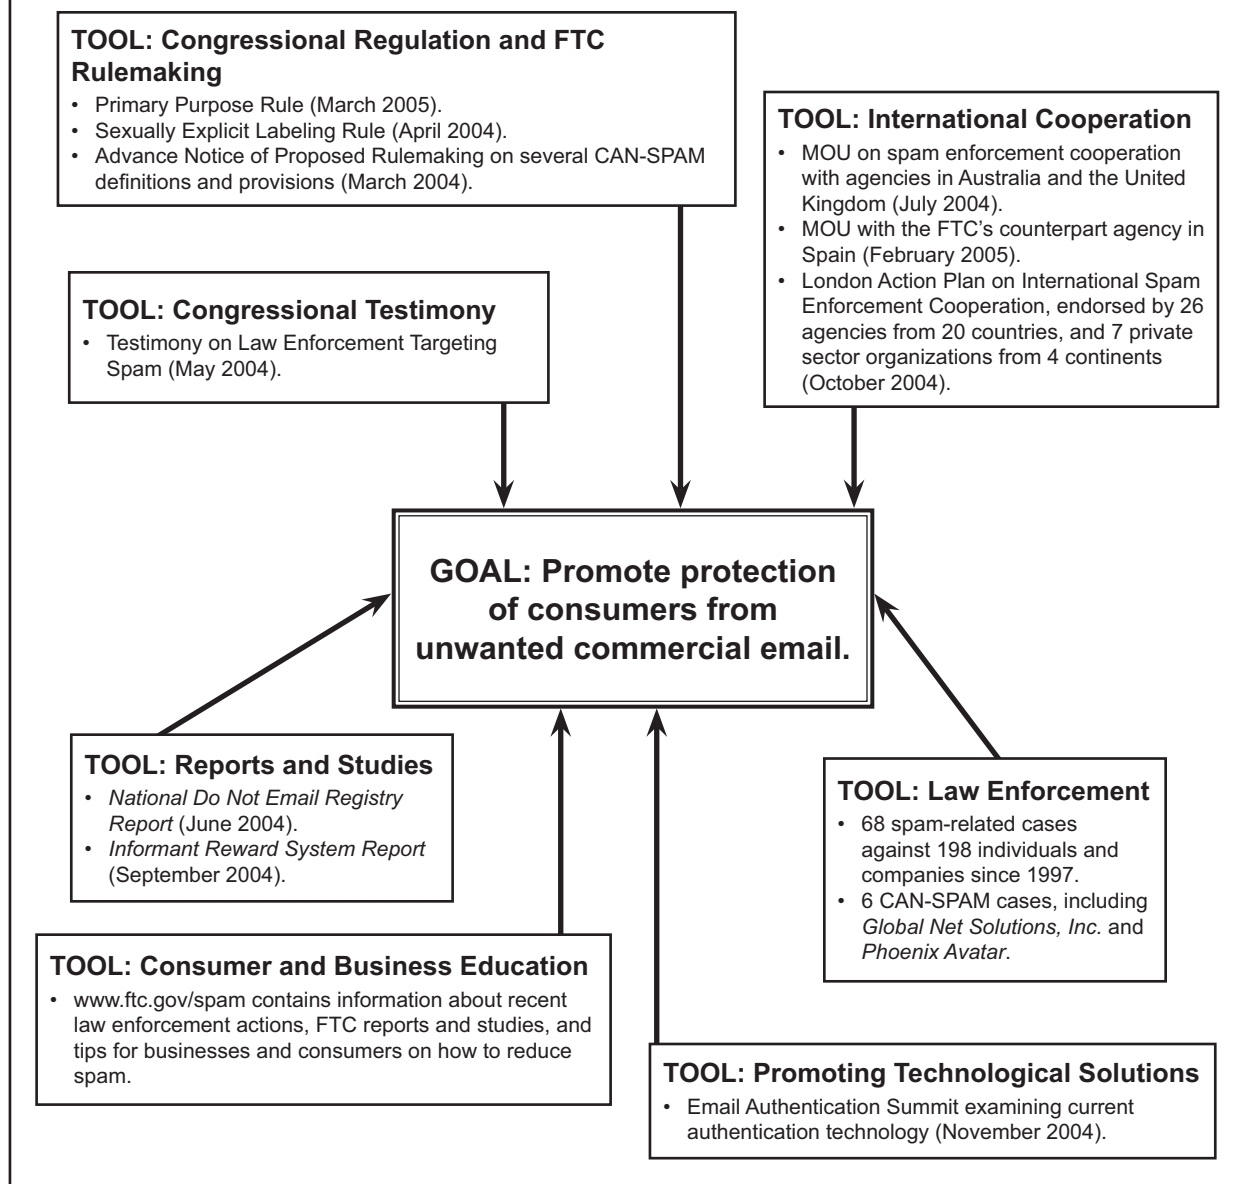 TOOL: Congressional Regulation and FTC
Rulemaking
• Primary Purpose Rule (March 2005).
• Sexually Explicit Labeling Rule (April 2004).
• Advance Notice of Proposed Rulemaking on several CAN-SPAM
definitions and provisions (March 2004).
TOOL: International Cooperation
• MOU on spam enforcement cooperation
with agencies in Australia and the United
Kingdom (July 2004).
• MOU with the FTC's counterpart agency in
Spain (February 2005).
• London Action Plan on International Spam
Enforcement Cooperation, endorsed by 26
agencies from 20 countries, and 7 private
sector organizations from 4 continents
(October 2004).
TOOL: Congressional Testimony
• Testimony on Law Enforcement Targeting
Spam (May 2004).
GOAL: Promote protection
of consumers from
unwanted commercial email.
TOOL: Reports and Studies
• National Do Not Email Registry
Report (June 2004).
• Informant Reward System Report
(September 2004).
TOOL: Law Enforcement
• 68 spam-related cases
against 198 individuals and
companies since 1997.
• 6 CAN-SPAM cases, including
Global Net Solutions, Inc. and
Phoenix Avatar.
TOOL: Consumer and Business Education
• www.ftc.gov/spam contains information about recent
law enforcement actions, FTC reports and studies, and
tips for businesses and consumers on how to reduce
spam.
TOOL: Promoting Technological Solutions
• Email Authentication Summit examining current
authentication technology (November 2004).